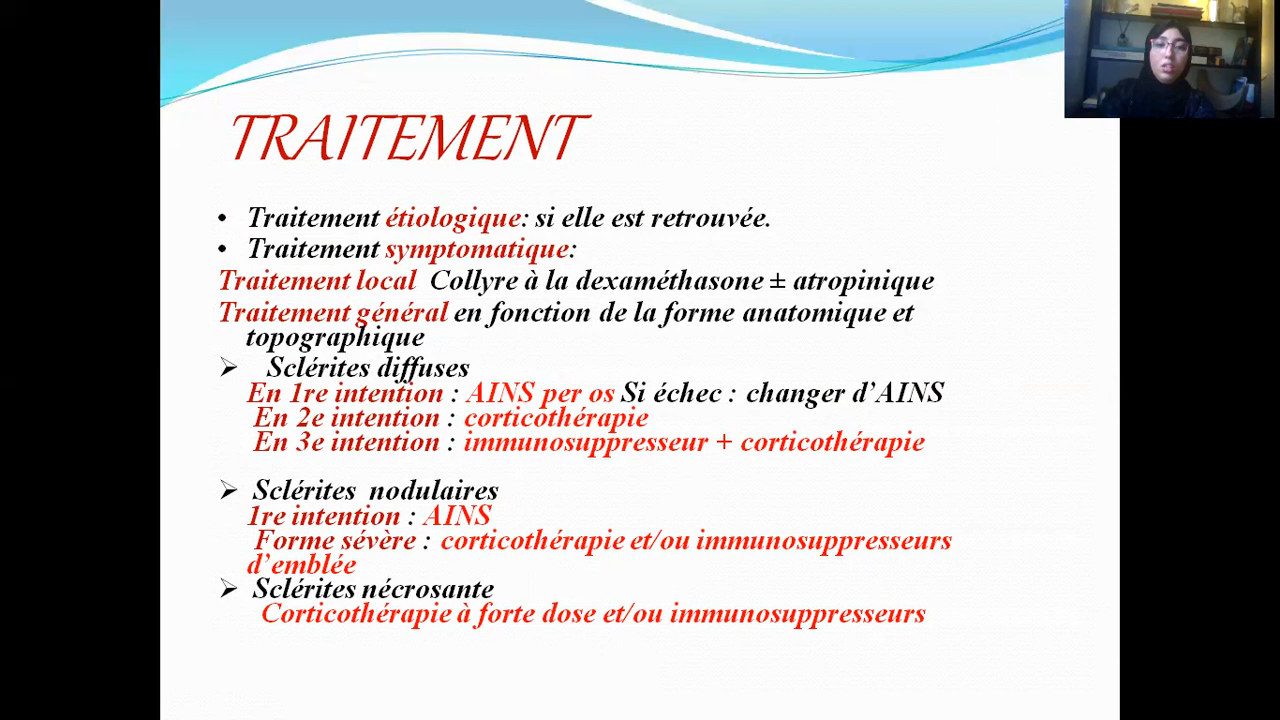 TRAITEMENT
• Traitement étiologique: si elle est retrouvée.
• Traitement symptomatique:
Traitement local Collyre à la dexaméthasone ± atropinique
Traitement général en fonction de la forme anatomique et
topographique
➢ Sclérites diffuses
En 1re intention : AINS per os Si échec : changer d’AINS
En 2e intention : corticothérapie
En 3e intention : immunosuppresseur + corticothérapie
➢ Sclérites nodulaires
1re intention : AINS
Forme sévère : corticothérapie et/ou immunosuppresseurs
d’emblée
➢ Sclérites nécrosante
Corticothérapie à forte dose et/ou immunosuppresseurs